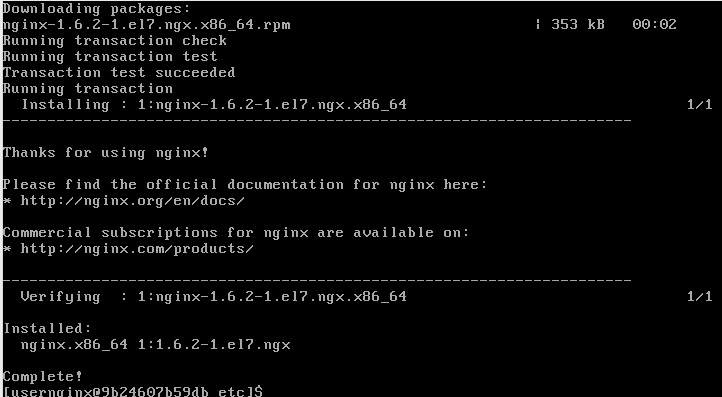 Downloading packages:
nginx-1.6.2-1.el7.ngx.x86_64.rpm | 353 kB 00:02
Running transaction check
Running transaction test
Transaction test succeeded
Running transaction
Installing : 1:nginx-1.6.2-1.el7.ngx.x86_64 1/1
----------------------------------------------------------------------
Thanks for using nginx!
Please find the official documentation for nginx here:
* http://nginx.org/en/docs/
Commercial subscriptions for nginx are available on:
* http://nginx.com/products/
----------------------------------------------------------------------
Verifying : 1:nginx-1.6.2-1.el7.ngx.x86_64 1/1
Installed:
nginx.x86_64 1:1.6.2-1.el7.ngx
Complete!
[usernginx@9b24607b59db etc]$